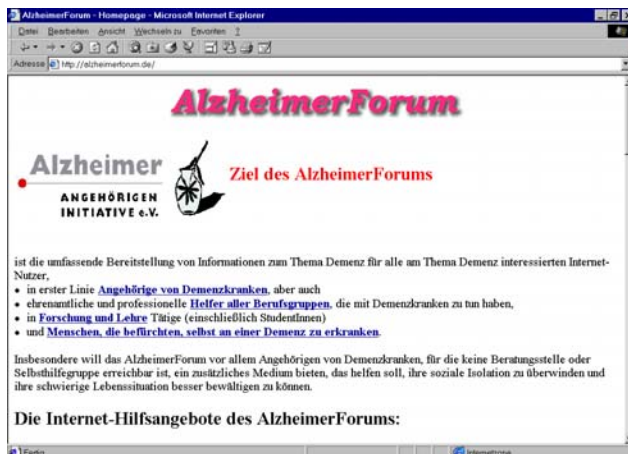 AlzheimerForum - Homepage - Microsoft Internet Explorer
Datei Bearbeiten Ansicht Wechseln zu Favoriten ?
Adresse http://alzheimerforum.de/
AlzheimerForum
Alzheimer
ANGEHÖRIGEN
INITIATIVE e.V.
Ziel des AlzheimerForums
ist die umfassende Bereitstellung von Informationen zum Thema Demenz für alle am Thema Demenz interessierten Internet-
Nutzer,
• in erster Linie Angehörige von Demenzkranken, aber auch
• ehrenamtliche und professionelle Helfer aller Berufsgruppen, die mit Demenzkranken zu tun haben,
• in Forschung und Lehre Tätige (einschließlich StudentInnen)
• und Menschen, die befürchten, selbst an einer Demenz zu erkranken.
Insbesondere will das AlzheimerForum vor allem Angehörigen von Demenzkranken, für die keine Beratungsstelle oder
Selbsthilfegruppe erreichbar ist, ein zusätzliches Medium bieten, das helfen soll, ihre soziale Isolation zu überwinden und
ihre schwierige Lebenssituation besser bewältigen zu können.
Die Internet-Hilfsangebote des AlzheimerForums:
Fertig
Internetzone